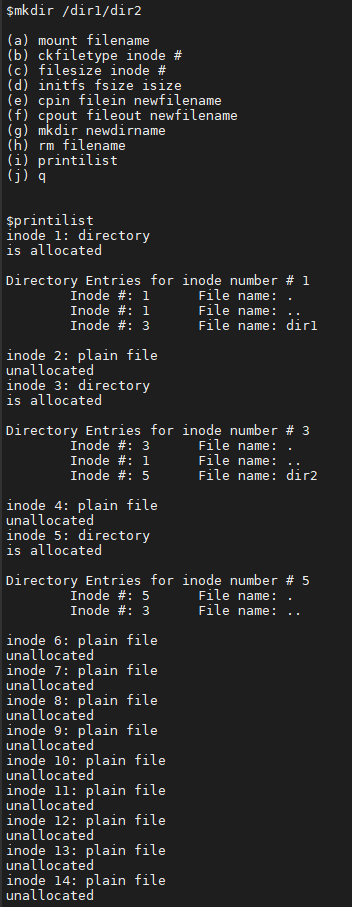 $mkdir /dir1/dir2
(a) mount filename
(b) ckfiletype inode #
(c) filesize inode #
(d) initfs fsize isize
(e) cpin filein newfilename
(f) cpout fileout newfilename
(g) mkdir newdirname
(h) rm filename
(i) printilist
(j) q
$printilist
inode 1: directory
is allocated
Directory Entries for inode number # 1
Inode #: 1 File name: .
Inode #: 1 File name: ..
Inode #: 3 File name: dir1
inode 2: plain file
unallocated
inode 3: directory
is allocated
Directory Entries for inode number # 3
Inode #: 3 File name: .
Inode #: 1 File name: ..
Inode #: 5 File name: dir2
inode 4: plain file
unallocated
inode 5: directory
is allocated
Directory Entries for inode number # 5
Inode #: 5 File name: .
Inode #: 3 File name: ..
inode 6: plain file
unallocated
inode 7: plain file
unallocated
inode 8: plain file
unallocated
inode 9: plain file
unallocated
inode 10: plain file
unallocated
inode 11: plain file
unallocated
inode 12: plain file
unallocated
inode 13: plain file
unallocated
inode 14: plain file
unallocated